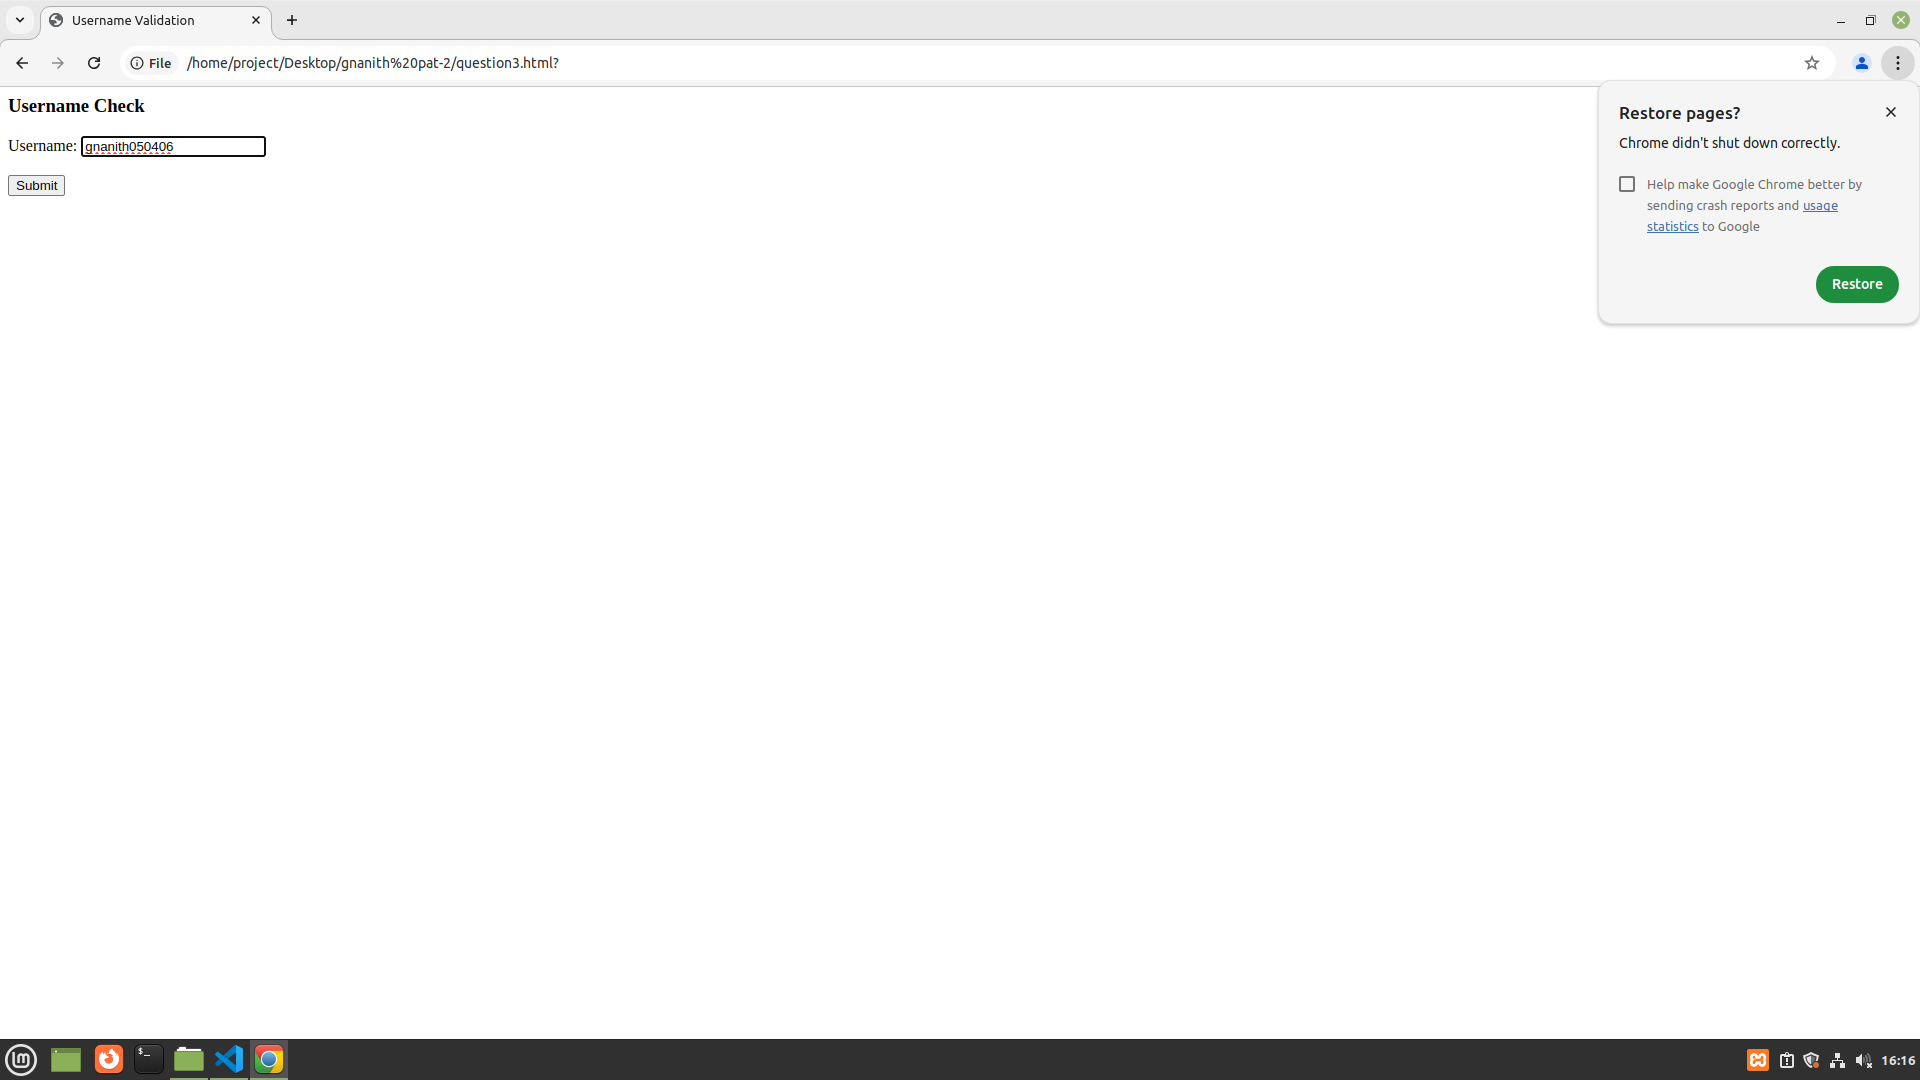 Username Validation
File
/home/project/Desktop/gnanith%20pat-2/question3.html?
Username Check
Username: gnanith050406
Submit
Restore pages?
Chrome didn't shut down correctly.
Help make Google Chrome better by
sending crash reports and usage
statistics to Google
Restore
$_
lm
16:16